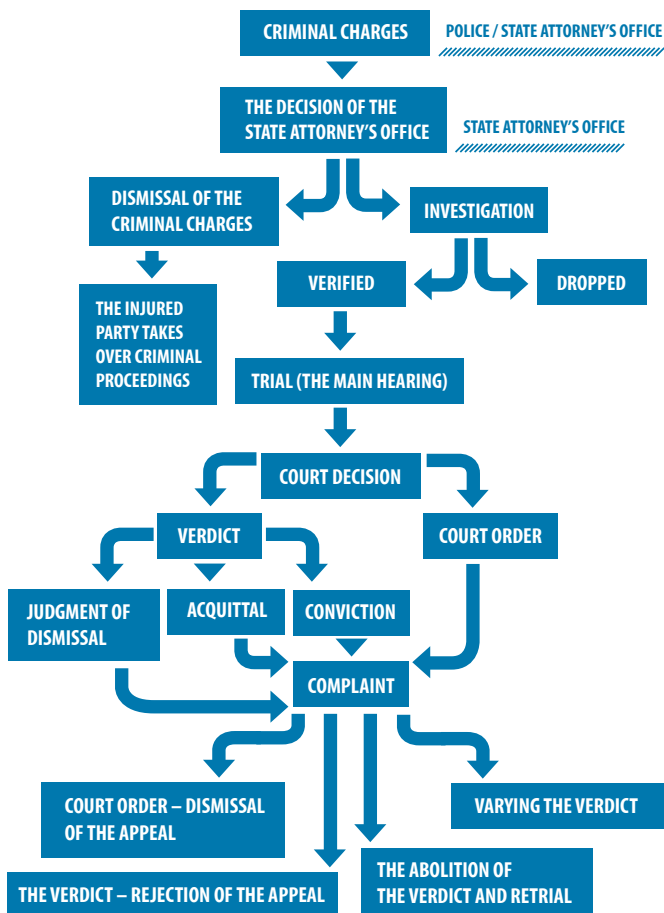 CRIMINAL CHARGES
POLICE / STATE ATTORNEY'S OFFICE
THE DECISION OF THE
STATE ATTORNEY'S OFFICE
STATE ATTORNEY'S OFFICE
DISMISSAL OF THE
CRIMINAL CHARGES
INVESTIGATION
VERIFIED
DROPPED
THE INJURED
PARTY TAKES
OVER CRIMINAL
PROCEEDINGS
TRIAL (THE MAIN HEARING)
COURT DECISION
VERDICT
COURT ORDER
JUDGMENT OF
DISMISSAL
ACQUITTAL
CONVICTION
COMPLAINT
COURT ORDER – DISMISSAL
OF THE APPEAL
VARYING THE VERDICT
THE VERDICT – REJECTION OF THE APPEAL
THE ABOLITION OF
THE VERDICT AND RETRIAL